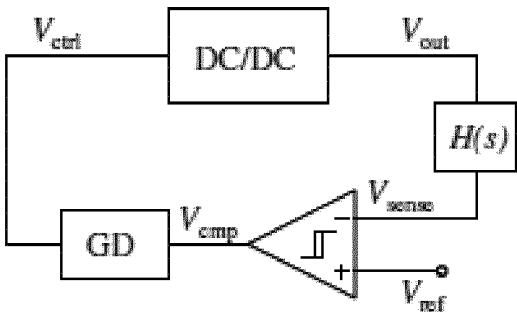 V_ctrl
DC/DC
V_out
H(s)
V_sense
V_cmp
GD
−
+
V_ref